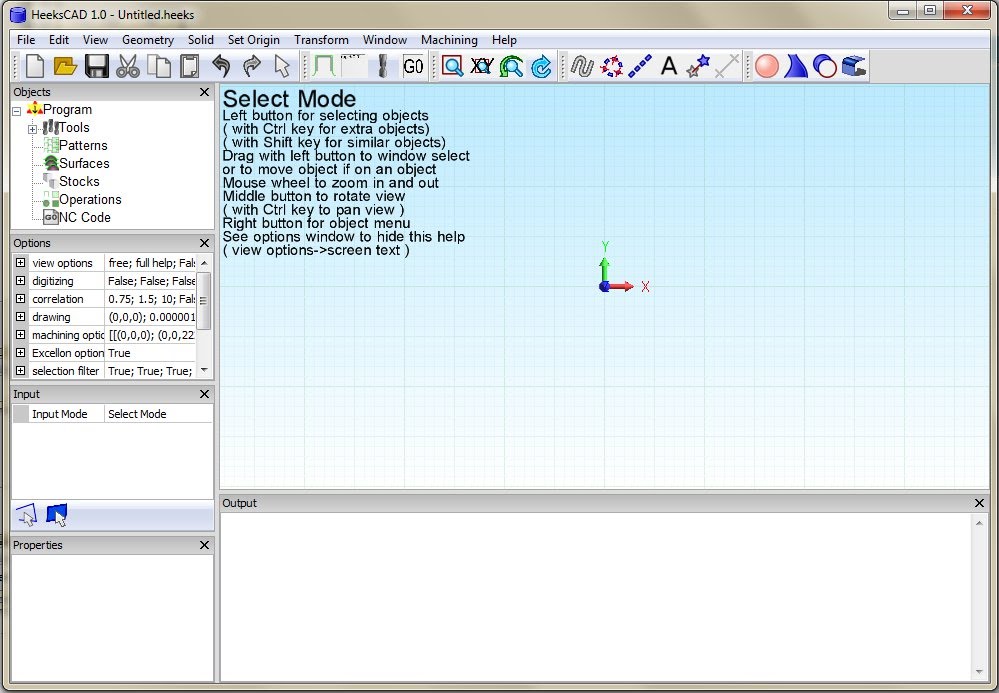 HeeksCAD 1.0 - Untitled.heeks
File Edit View Geometry Solid Set Origin Transform Window Machining Help
G0
A
Objects
Program
Tools
Patterns
Surfaces
Stocks
Operations
G0 NC Code
Options
view options free; full help; Fal
digitizing False; False; False
correlation 0.75; 1.5; 10; Fal
drawing (0,0,0); 0.000001
machining optic [[(0,0,0); (0,0,22
Excellon option True
selection filter True; True; True;
Input
Input Mode Select Mode
Properties
Select Mode
Left button for selecting objects
( with Ctrl key for extra objects)
( with Shift key for similar objects)
Drag with left button to window select
or to move object if on an object
Mouse wheel to zoom in and out
Middle button to rotate view
( with Ctrl key to pan view )
Right button for object menu
See options window to hide this help
( view options->screen text )
Y
X
Output